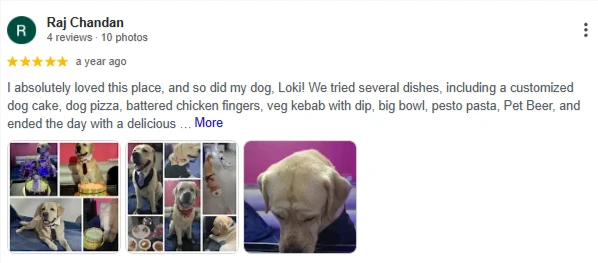 R
Raj Chandan
4 reviews · 10 photos
a year ago
I absolutely loved this place, and so did my dog, Loki! We tried several dishes, including a customized
dog cake, dog pizza, battered chicken fingers, veg kebab with dip, big bowl, pesto pasta, Pet Beer, and
ended the day with a delicious … More